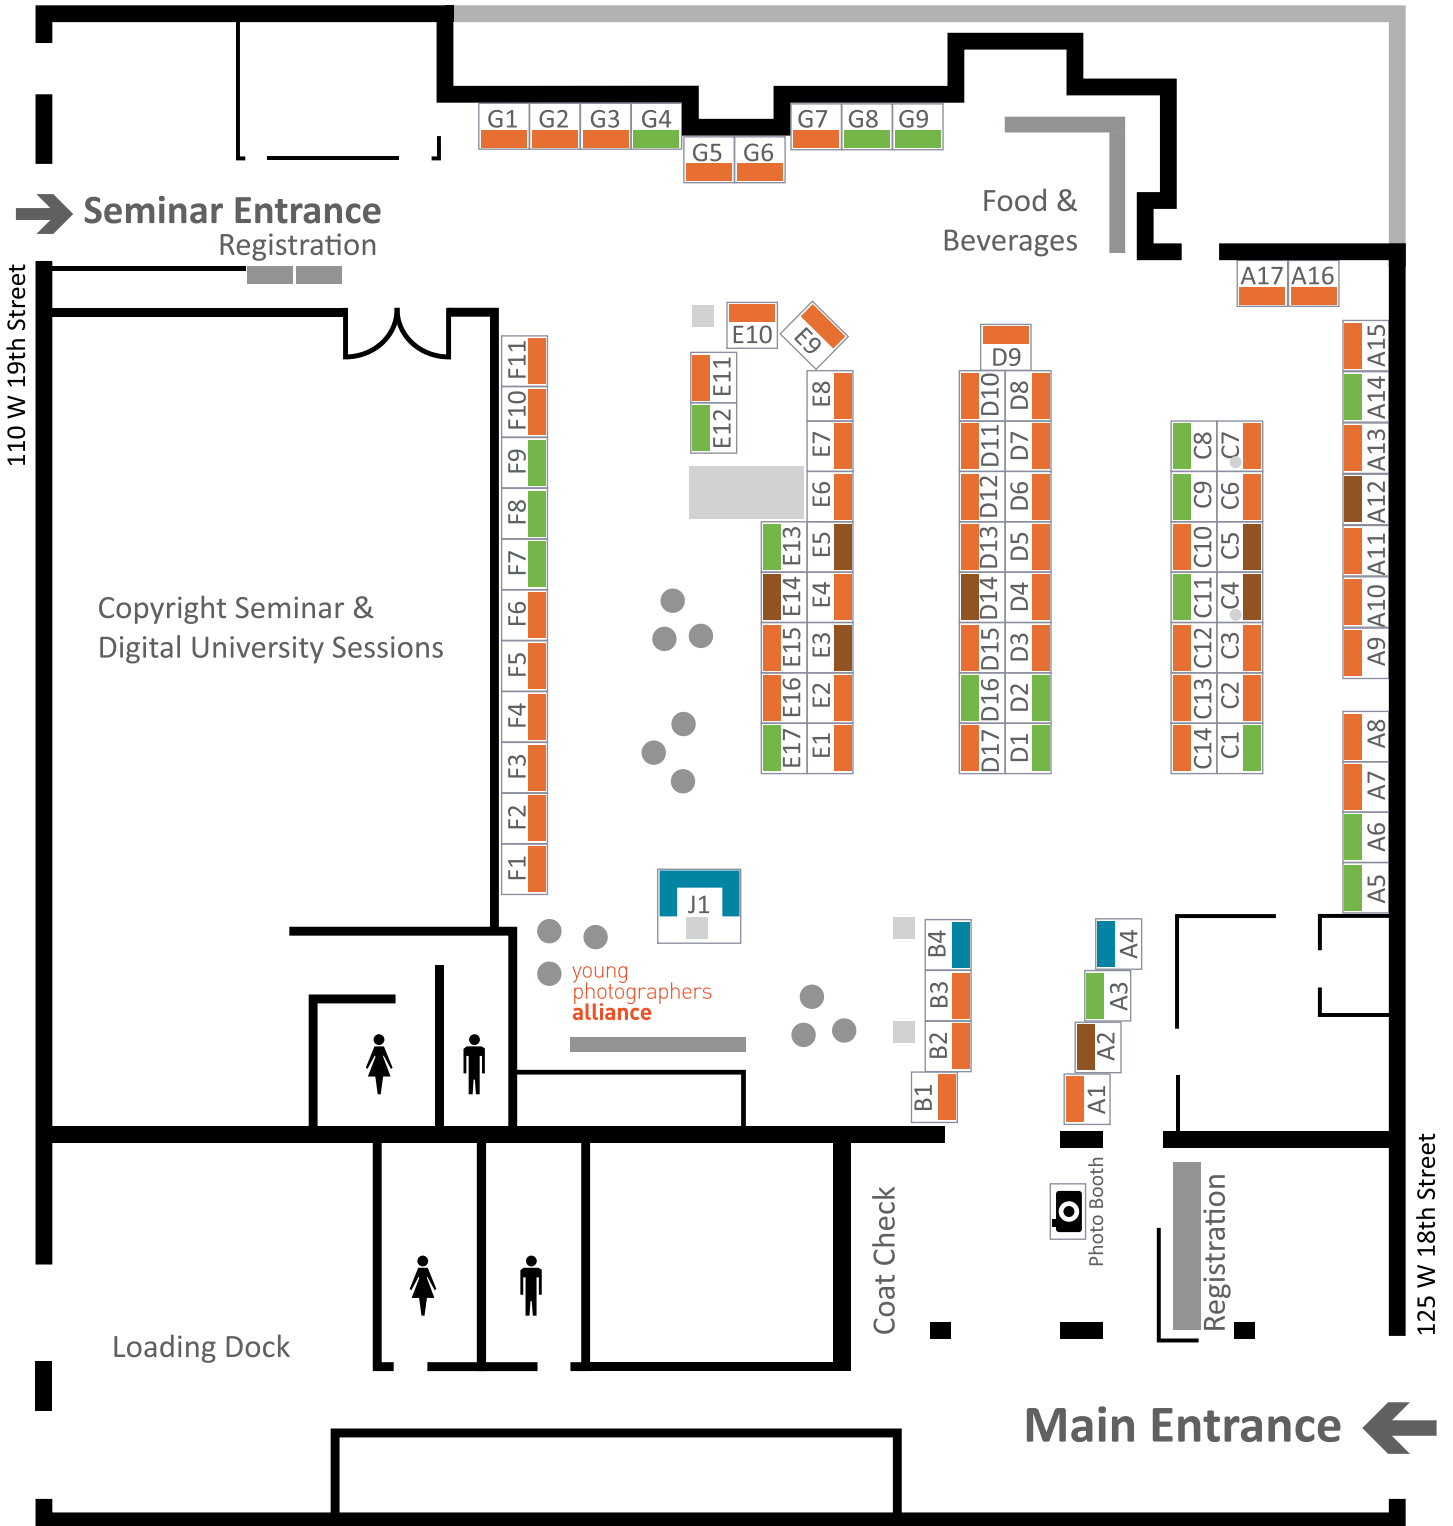 G1
G2
G3
G4
G5
G6
G7
G8
G9
Seminar Entrance
Registration
Food &
Beverages
110 W 19th Street
A17
A16
E10
E9
D9
F11
F10
F9
F8
F7
F6
F5
F4
F3
F2
F1
E11
E12
E8
E7
E6
E13
E5
E14
E4
E15
E3
E16
E2
E17
E1
D10
D8
D11
D7
D12
D6
D13
D5
D14
D4
D15
D3
D16
D2
D17
D1
C8
C7
C9
C6
C10
C5
C11
C4
C12
C3
C13
C2
C14
C1
A15
A14
A13
A12
A11
A10
A9
A8
A7
A6
A5
Copyright Seminar &
Digital University Sessions
J1
B4
B3
B2
B1
A4
A3
A2
A1
young
photographers
alliance
Coat Check
Photo Booth
Registration
125 W 18th Street
Loading Dock
Main Entrance